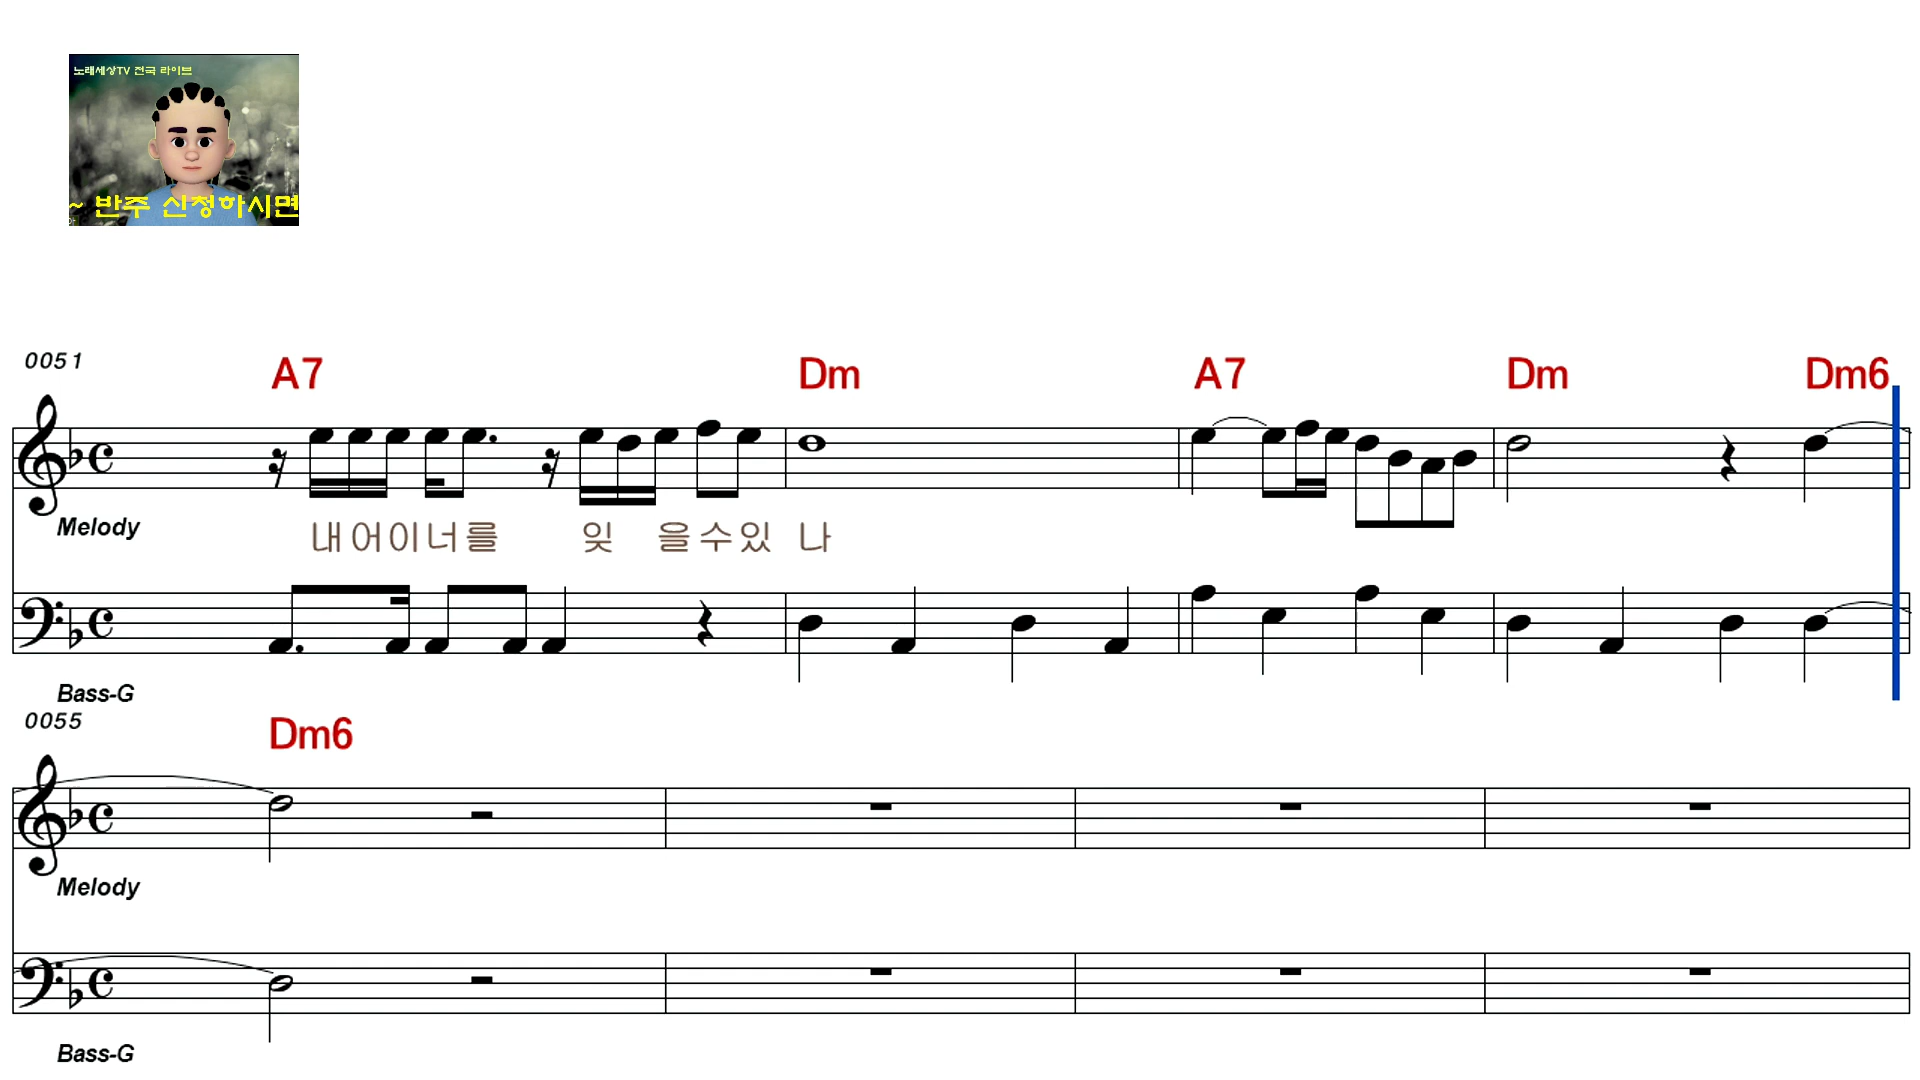 노래세상TV 전국 라이브
~ 반주 신청하시면
0051
A7 Dm A7 Dm Dm6
Melody
내어이너를 잊 을수있 나
Bass-G
0055
Dm6
Melody
Bass-G